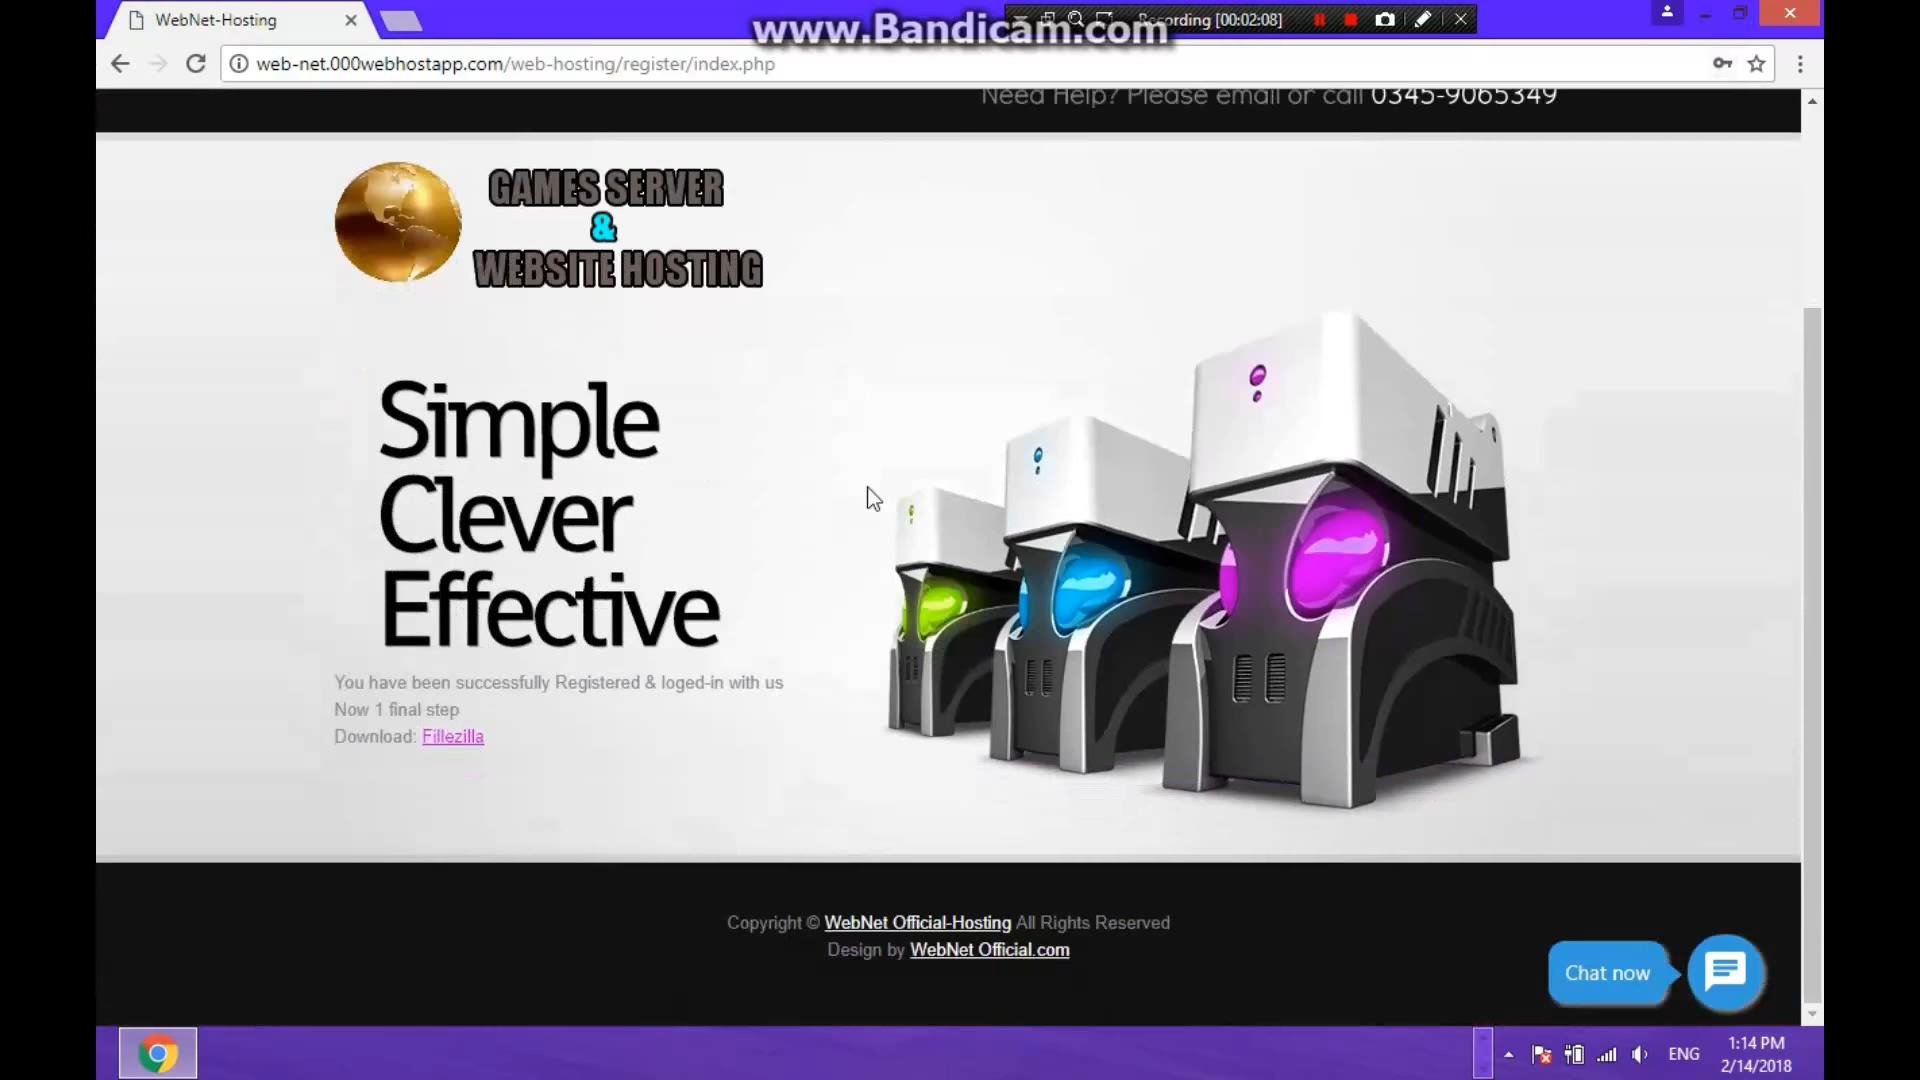 WebNet-Hosting
www.Bandicam.com
Recording [00:02:08]
web-net.000webhostapp.com/web-hosting/register/index.php
Need Help? Please email or call 0345-9065349
GAMES SERVER
&
WEBSITE HOSTING
Simple
Clever
Effective
You have been successfully Registered & loged-in with us
Now 1 final step
Download: Fillezilla
Copyright © WebNet Official-Hosting All Rights Reserved
Design by WebNet Official.com
Chat now
ENG
1:14 PM
2/14/2018